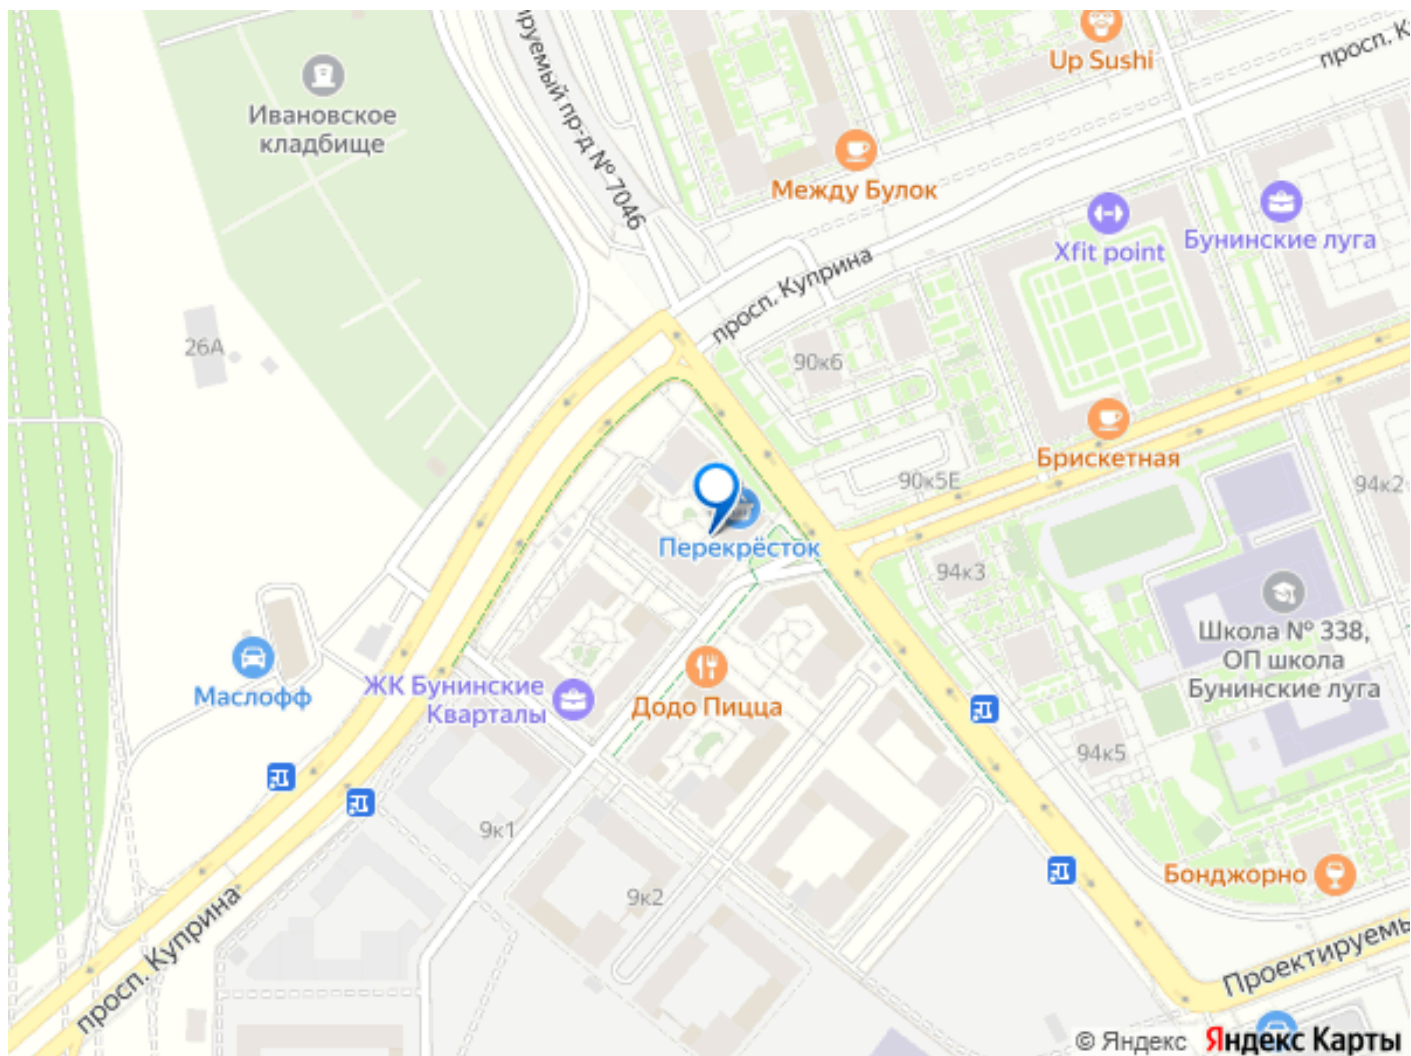 Up Sushi
просп. К
Ивановское
кладбище
ируемый пр-д № 7046
Между Булок
Xfit point
Бунинские луга
просп. Куприна
26А
90к6
Брискетная
90к5Е
94к2
Перекрёсток
94к3
Школа № 338,
ОП школа
Бунинские луга
Маслофф
ЖК Бунинские
Кварталы
Додо Пицца
94к5
9к1
9к2
Бонджорно
просп. Куприна
Проектируемы
© Яндекс Яндекс Карты